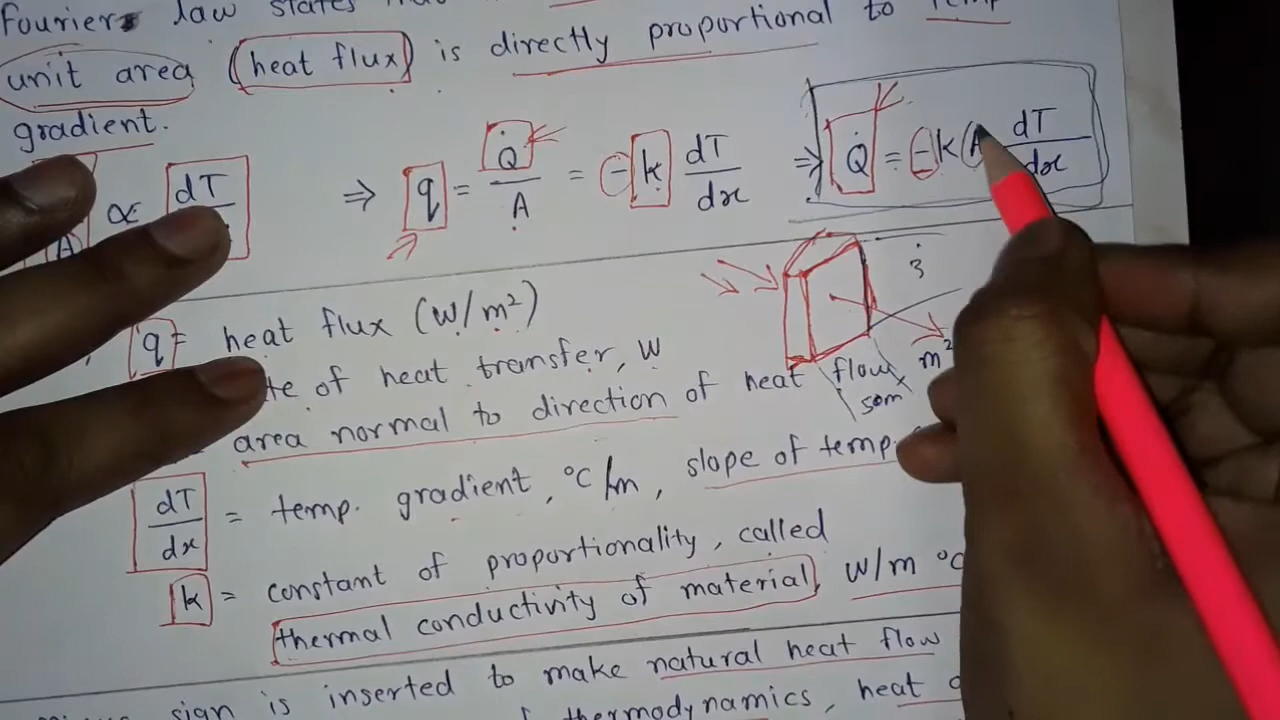 Fourier law states
unit area (heat flux) is directly proportional to Temp
gradient.
∝ dT ⇒ q = Q̇/A = -k dT/dx ⇒ Q̇ = -k A dT/dx
q = heat flux (W/m²)
te of heat transfer, W
area normal to direction of heat flow m²
dT/dx = temp. gradient, °C/m, slope of temp.
k = constant of proportionality, called
thermal conductivity of material, W/m °C
sign is inserted to make natural heat flow
thermodynamics, heat